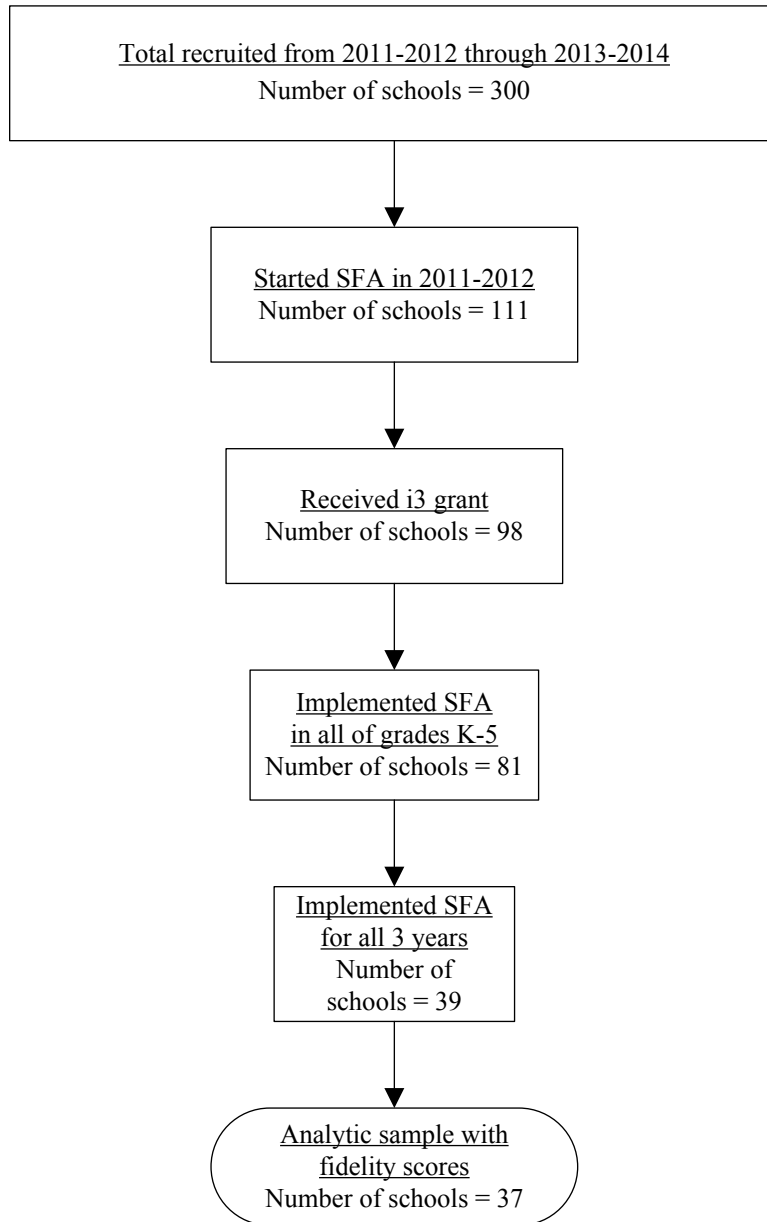 Total recruited from 2011-2012 through 2013-2014
Number of schools = 300
Started SFA in 2011-2012
Number of schools = 111
Received i3 grant
Number of schools = 98
Implemented SFA
in all of grades K-5
Number of schools = 81
Implemented SFA
for all 3 years
Number of
schools = 39
Analytic sample with
fidelity scores
Number of schools = 37